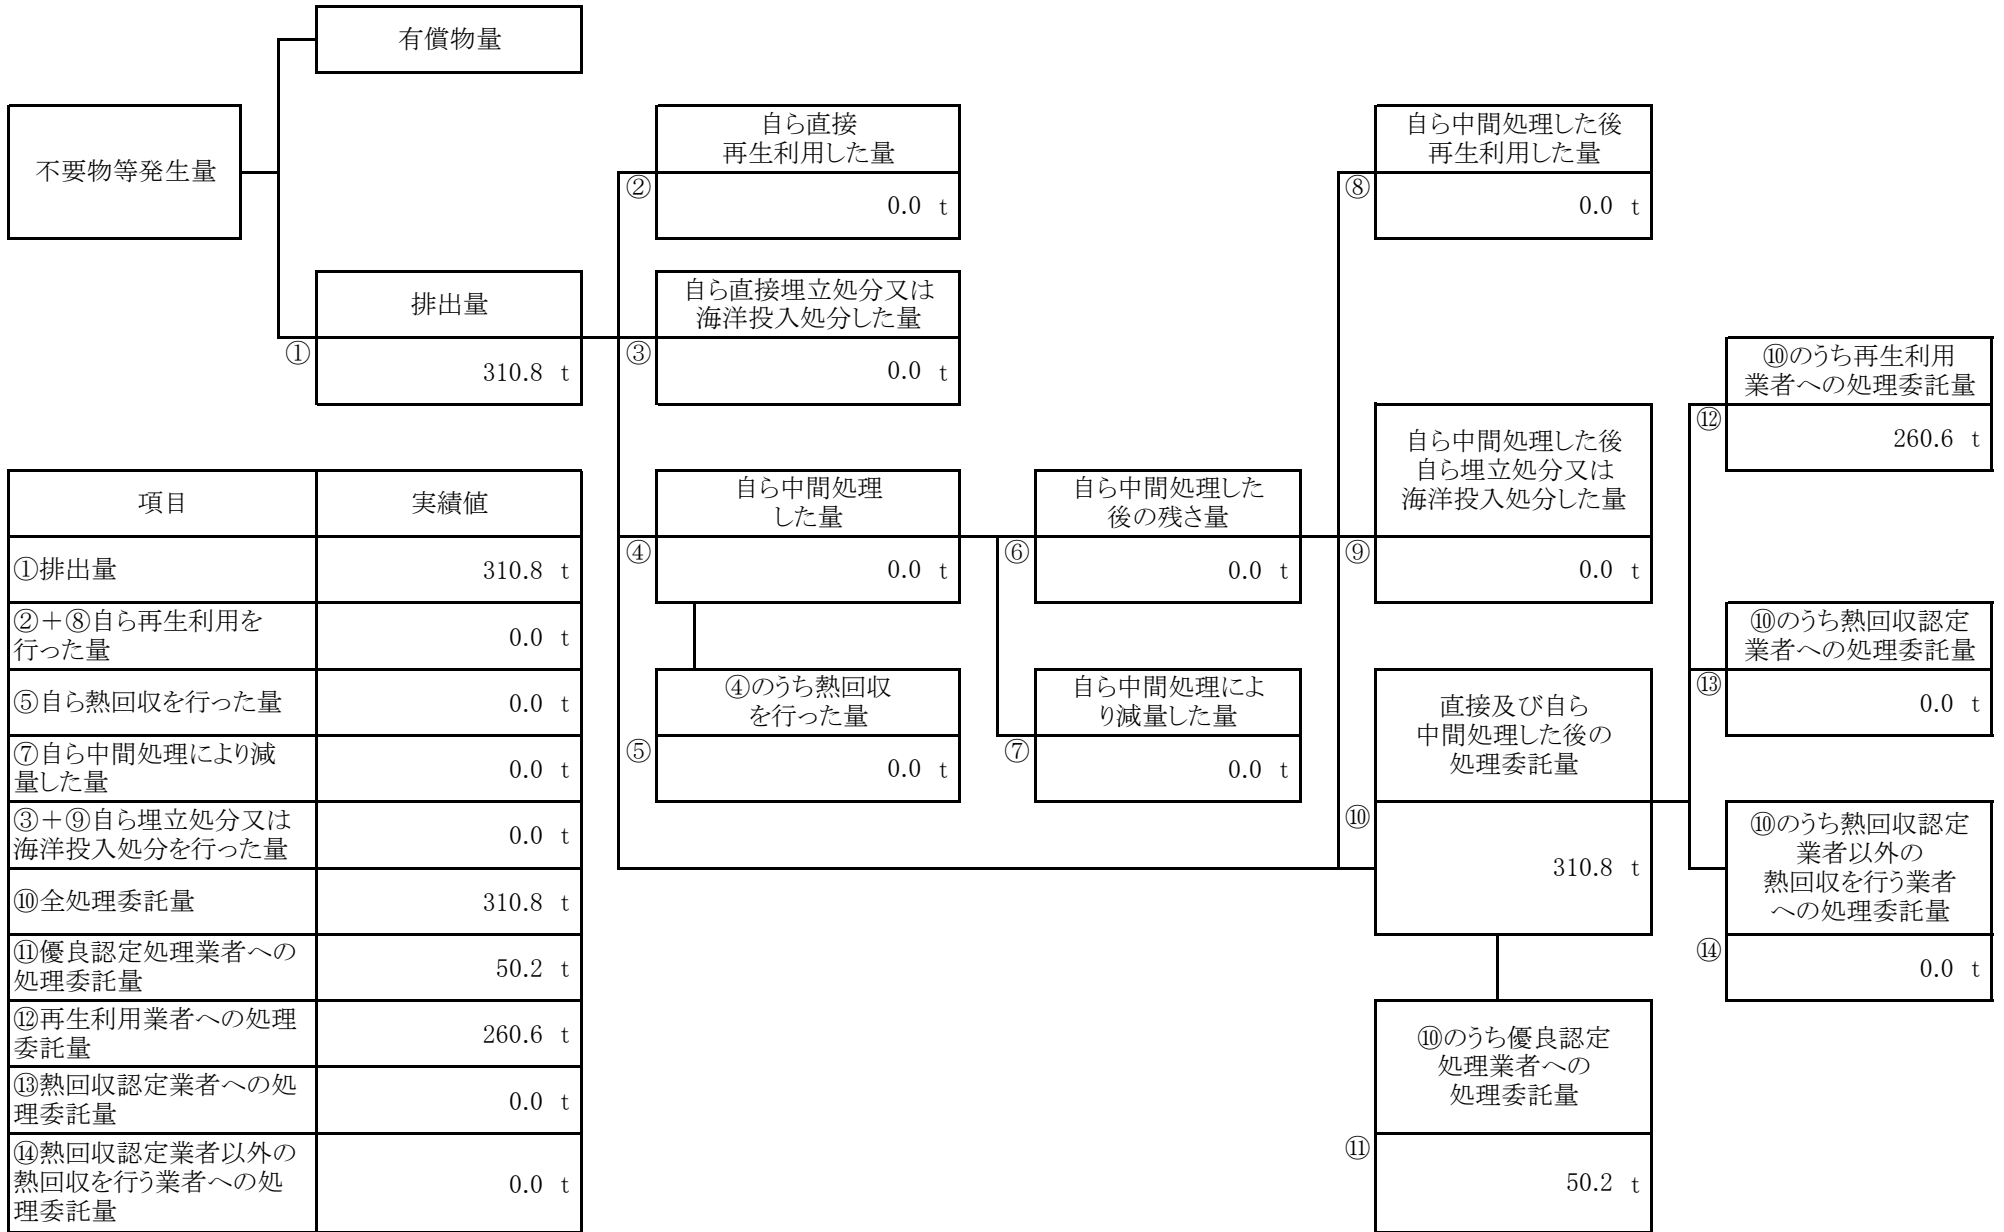 有償物量
不要物等発生量
排出量
①
310.8 t
自ら直接
再生利用した量
②
0.0 t
自ら直接埋立処分又は
海洋投入処分した量
③
0.0 t
自ら中間処理
した量
④
0.0 t
④のうち熱回収
を行った量
⑤
0.0 t
自ら中間処理した
後の残さ量
⑥
0.0 t
自ら中間処理によ
り減量した量
⑦
0.0 t
自ら中間処理した後
再生利用した量
⑧
0.0 t
自ら中間処理した後
自ら埋立処分又は
海洋投入処分した量
⑨
0.0 t
直接及び自ら
中間処理した後の
処理委託量
⑩
310.8 t
⑩のうち優良認定
処理業者への
処理委託量
⑪
50.2 t
⑩のうち再生利用
業者への処理委託量
⑫
260.6 t
⑩のうち熱回収認定
業者への処理委託量
⑬
0.0 t
⑩のうち熱回収認定
業者以外の
熱回収を行う業者
への処理委託量
⑭
0.0 t
項目 実績値
①排出量 310.8 t
②+⑧自ら再生利用を
行った量 0.0 t
⑤自ら熱回収を行った量 0.0 t
⑦自ら中間処理により減
量した量 0.0 t
③+⑨自ら埋立処分又は
海洋投入処分を行った量 0.0 t
⑩全処理委託量 310.8 t
⑪優良認定処理業者への
処理委託量 50.2 t
⑫再生利用業者への処理
委託量 260.6 t
⑬熱回収認定業者への処
理委託量 0.0 t
⑭熱回収認定業者以外の
熱回収を行う業者への処
理委託量 0.0 t